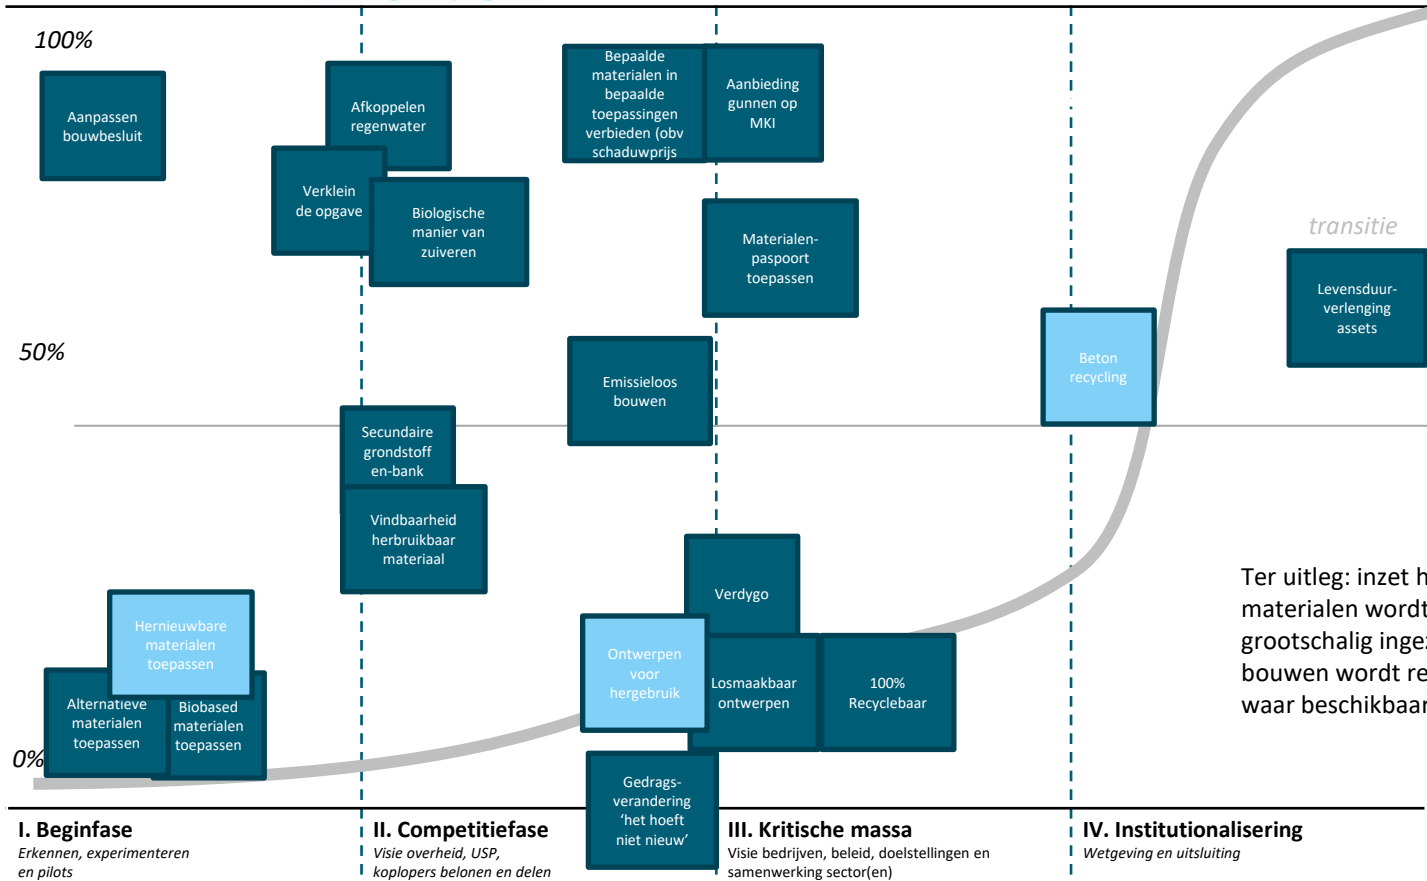 100%
Aanpassen
bouwbesluit
Afkoppelen
regenwater
Verklein
de opgave
Biologische
manier van
zuiveren
Bepaalde
materialen in
bepaalde
toepassingen
verbieden (obv
schaduwprijs
Aanbieding
gunnen op
MKI
Materialen-
paspoort
toepassen
transitie
Levensduur-
verlenging
assets
50%
Emissieloos
bouwen
Beton
recycling
Secundaire
grondstoff
en-bank
Vindbaarheid
herbruikbaar
materiaal
Verdygo
Hernieuwbare
materialen
toepassen
Alternatieve
materialen
toepassen
Biobased
materialen
toepassen
Ontwerpen
voor
hergebruik
Losmaakbaar
ontwerpen
100%
Recyclebaar
Ter uitleg: inzet h
materialen wordt
grootschalig inge
bouwen wordt re
waar beschikbaar
0%
Gedrags-
verandering
‘het hoeft
niet nieuw’
I. Beginfase
Erkennen, experimenteren
en pilots
II. Competitiefase
Visie overheid, USP,
koplopers belonen en delen
III. Kritische massa
Visie bedrijven, beleid, doelstellingen en
samenwerking sector(en)
IV. Institutionalisering
Wetgeving en uitsluiting